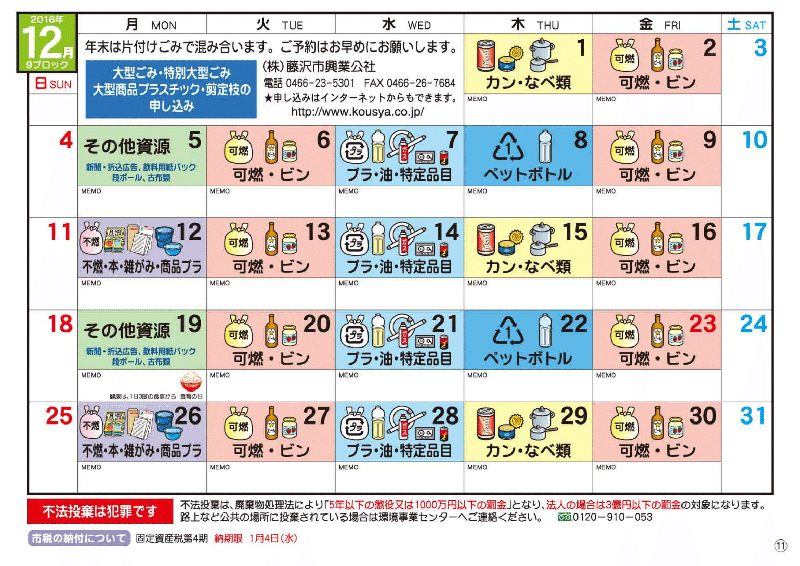 2016年
12月
9ブロック
日 SUN
月 MON
火 TUE
水 WED
木 THU
金 FRI
土 SAT
年末は片付けごみで混み合います。ご予約はお早めにお願いします。
大型ごみ・特別大型ごみ
大型商品プラスチック・剪定枝の
申し込み
(株)藤沢市興業公社
電話 0466-23-5301 FAX 0466-26-7684
★申し込みはインターネットからもできます。
http://www.kousya.co.jp/
1
カン・なべ類
MEMO
可燃
2
可燃・ビン
MEMO
3
4
その他資源 5
新聞・折込広告、飲料用紙パック
段ボール、古布類
MEMO
可燃
6
可燃・ビン
MEMO
プラ
7
プラ・油・特定品目
MEMO
1
8
ペットボトル
MEMO
可燃
9
可燃・ビン
MEMO
10
11
不燃
12
不燃・本・雑がみ・商品プラ
MEMO
可燃
13
可燃・ビン
MEMO
プラ
14
プラ・油・特定品目
MEMO
15
カン・なべ類
MEMO
可燃
16
可燃・ビン
MEMO
17
18
その他資源 19
新聞・折込広告、飲料用紙パック
段ボール、古布類
MEMO
健康は、1日3回の食事から 食育の日
可燃
20
可燃・ビン
MEMO
プラ
21
プラ・油・特定品目
MEMO
1
22
ペットボトル
MEMO
可燃
23
可燃・ビン
MEMO
24
25
不燃
26
不燃・本・雑がみ・商品プラ
MEMO
可燃
27
可燃・ビン
MEMO
プラ
28
プラ・油・特定品目
MEMO
29
カン・なべ類
MEMO
可燃
30
可燃・ビン
MEMO
31
不法投棄は犯罪です
不法投棄は、廃棄物処理法により「5年以下の懲役又は1000万円以下の罰金」となり、法人の場合は3億円以下の罰金の対象になります。
路上など公共の場所に投棄されている場合は環境事業センターへご連絡ください。 0120-910-053
市税の納付について 固定資産税第4期 納期限 1月4日(水)
⑪